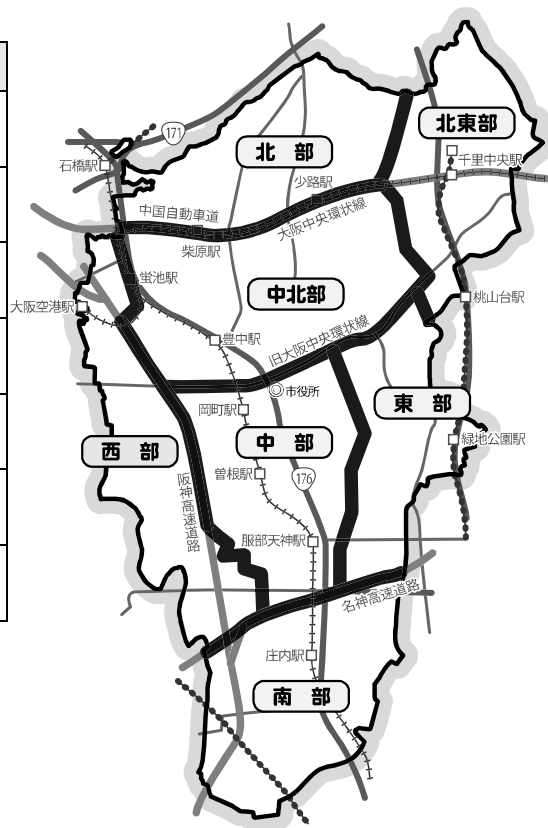 北東部
171
北 部
石橋駅
千里中央駅
少路駅
中国自動車道
大阪中央環状線
柴原駅
蛍池駅
中北部
桃山台駅
大阪空港駅
豊中駅
旧大阪中央環状線
市役所
岡町駅
東 部
西 部
中 部
緑地公園駅
曽根駅
176
阪神高速道路
服部天神駅
名神高速道路
庄内駅
南 部